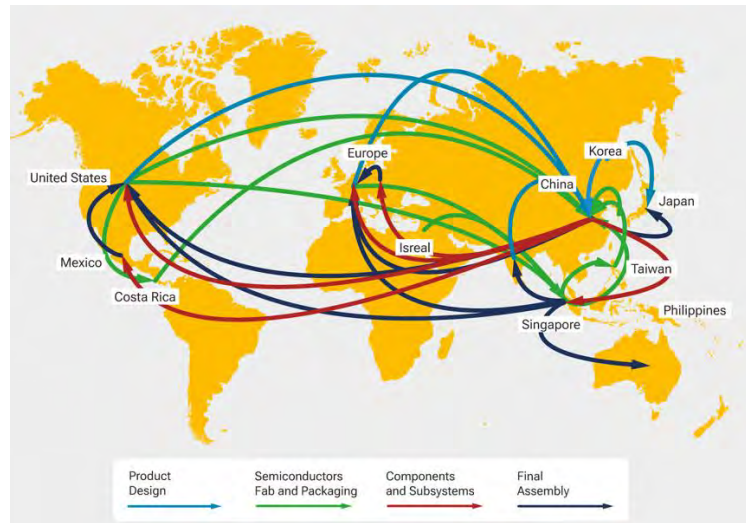 Europe
Korea
United States
China
Japan
Isreal
Mexico
Taiwan
Costa Rica
Philippines
Singapore
Product
Design
Semiconductors
Fab and Packaging
Components
and Subsystems
Final
Assembly